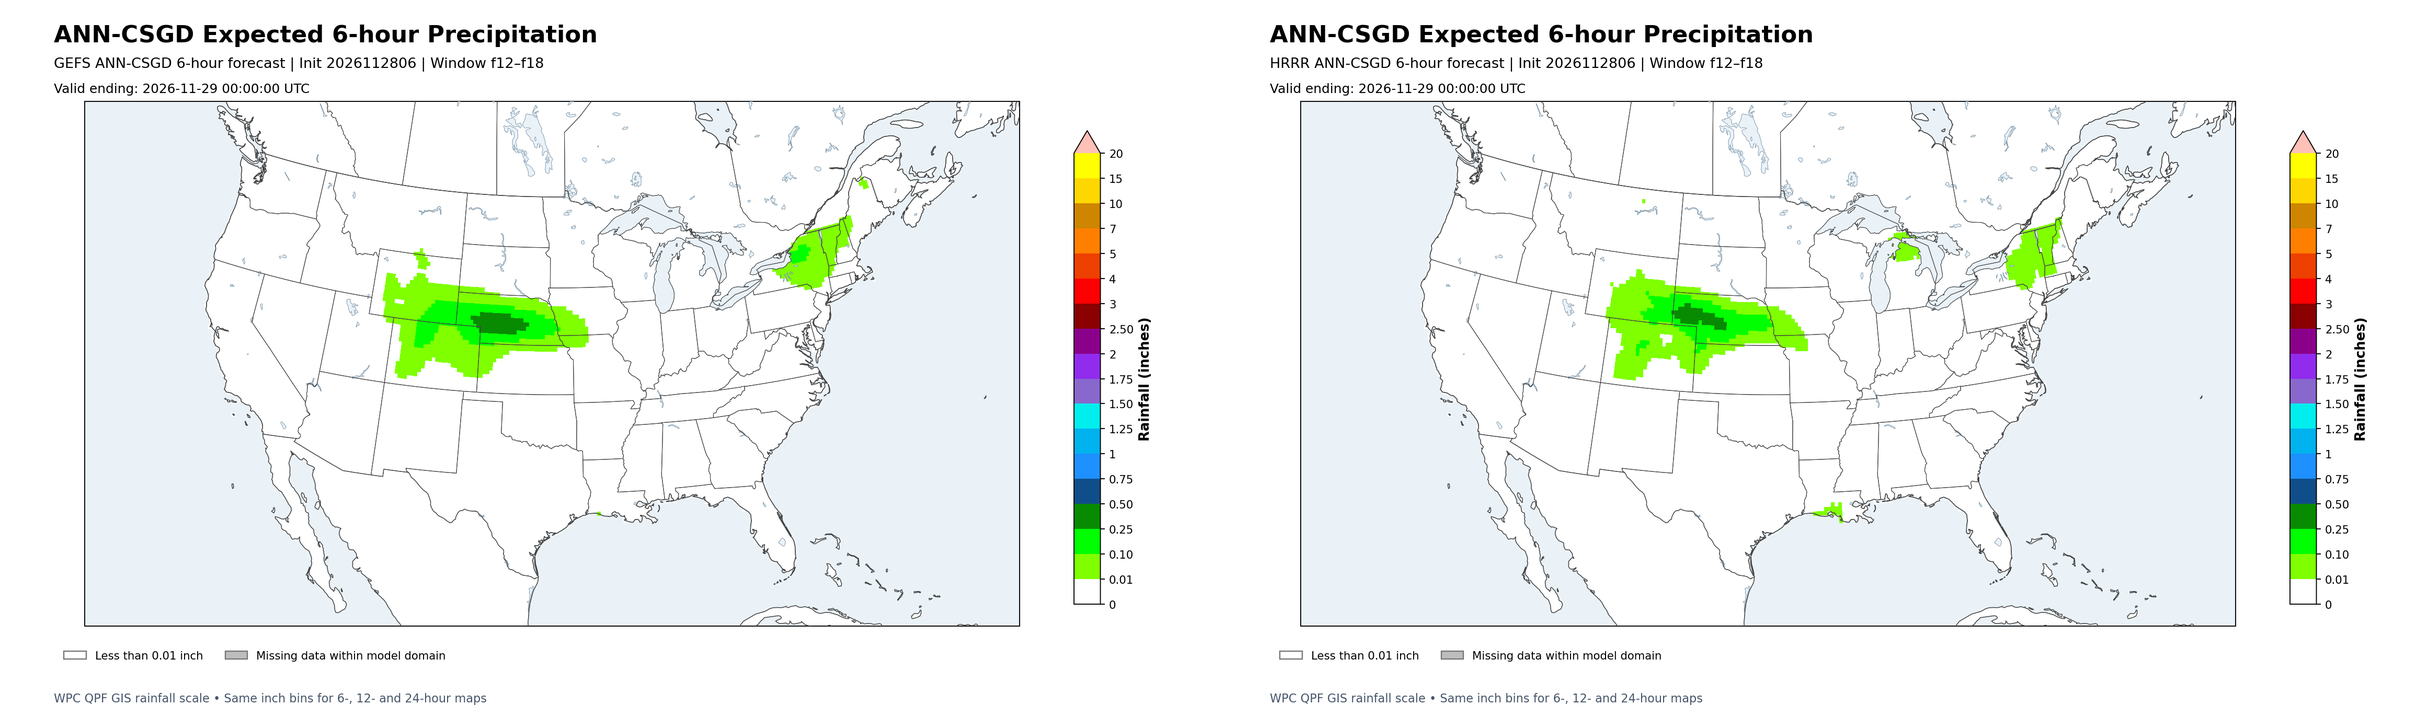 ANN-CSGD Expected 6-hour Precipitation
GEFS ANN-CSGD 6-hour forecast | Init 2026112806 | Window f12–f18
Valid ending: 2026-11-29 00:00:00 UTC
20
15
10
7
5
4
3
2.50
2
1.75
1.50
1.25
1
0.75
0.50
0.25
0.10
0.01
0
Rainfall (inches)
Less than 0.01 inch
Missing data within model domain
WPC QPF GIS rainfall scale • Same inch bins for 6-, 12- and 24-hour maps
ANN-CSGD Expected 6-hour Precipitation
HRRR ANN-CSGD 6-hour forecast | Init 2026112806 | Window f12–f18
Valid ending: 2026-11-29 00:00:00 UTC
20
15
10
7
5
4
3
2.50
2
1.75
1.50
1.25
1
0.75
0.50
0.25
0.10
0.01
0
Rainfall (inches)
Less than 0.01 inch
Missing data within model domain
WPC QPF GIS rainfall scale • Same inch bins for 6-, 12- and 24-hour maps